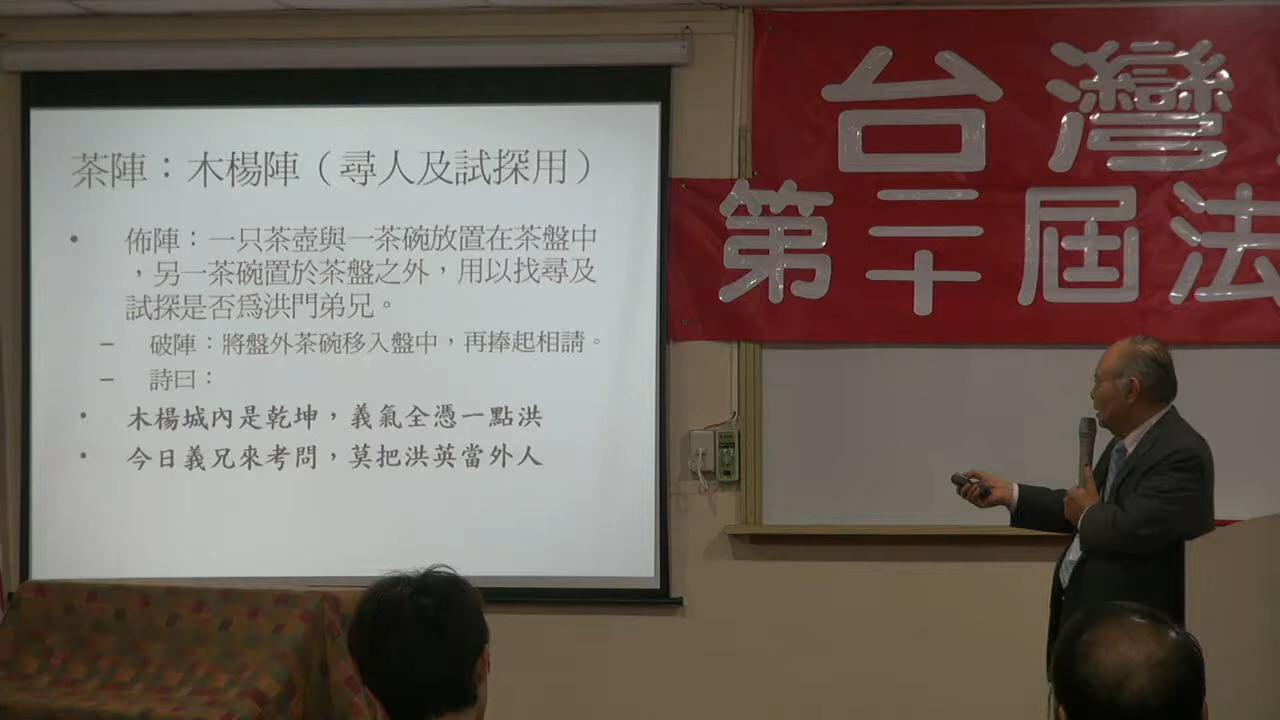 茶陣：木楊陣（尋人及試探用）
• 佈陣：一只茶壺與一茶碗放置在茶盤中
，另一茶碗置於茶盤之外，用以找尋及
試探是否為洪門弟兄。
– 破陣：將盤外茶碗移入盤中，再捧起相請。
– 詩曰：
• 木楊城內是乾坤，義氣全憑一點洪
• 今日義兄來考問，莫把洪英當外人
台灣
第二十屆法